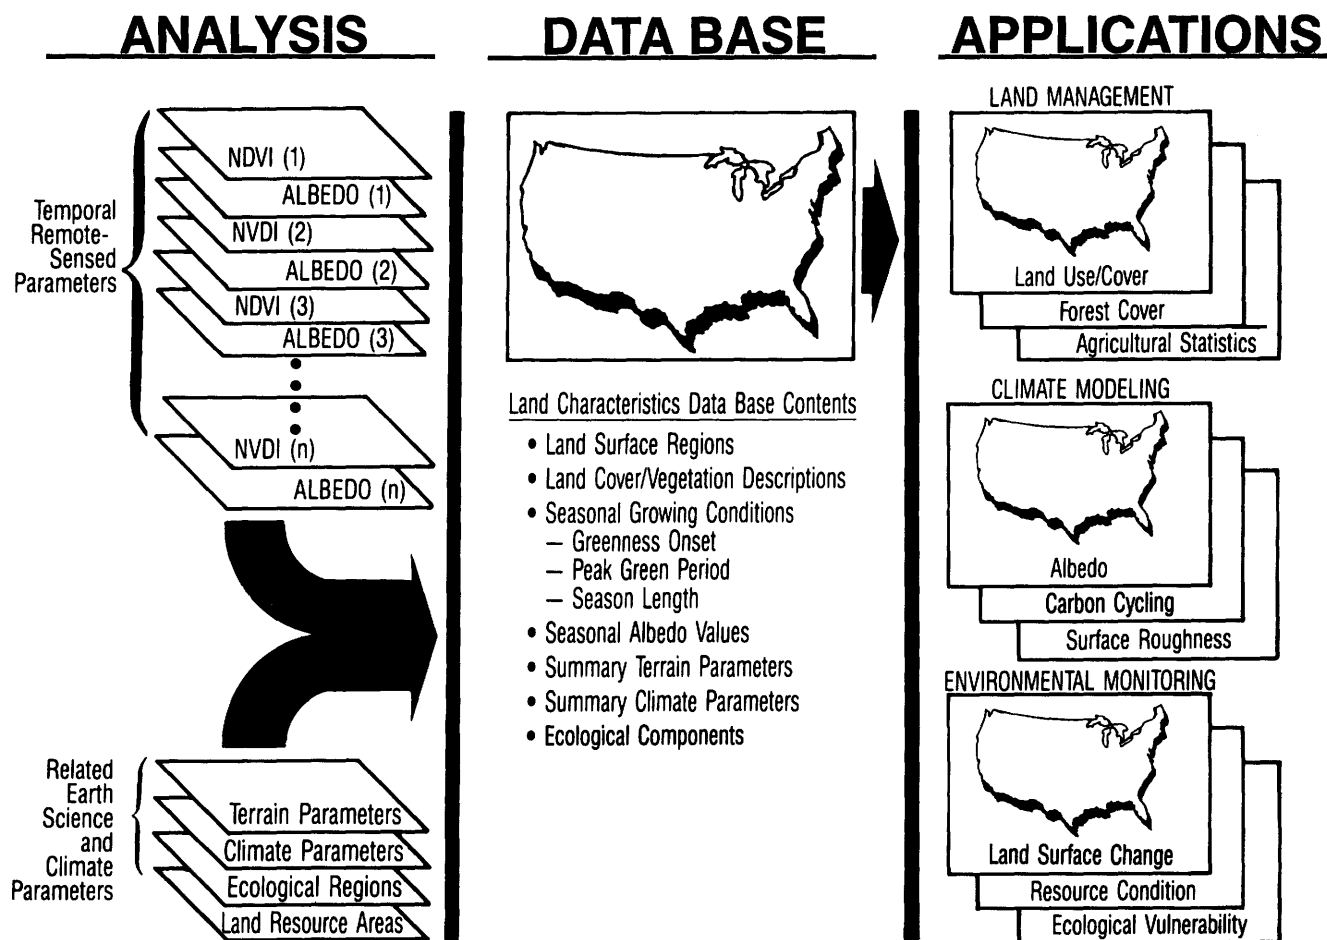 ANALYSIS
DATA BASE
APPLICATIONS
Temporal
Remote-
Sensed
Parameters
NDVI (1)
ALBEDO (1)
NVDI (2)
ALBEDO (2)
NDVI (3)
ALBEDO (3)
NVDI (n)
ALBEDO (n)
Related
Earth
Science
and
Climate
Parameters
Terrain Parameters
Climate Parameters
Ecological Regions
Land Resource Areas
Land Characteristics Data Base Contents
• Land Surface Regions
• Land Cover/Vegetation Descriptions
• Seasonal Growing Conditions
— Greenness Onset
— Peak Green Period
— Season Length
• Seasonal Albedo Values
• Summary Terrain Parameters
• Summary Climate Parameters
• Ecological Components
LAND MANAGEMENT
Land Use/Cover
Forest Cover
Agricultural Statistics
CLIMATE MODELING
Albedo
Carbon Cycling
Surface Roughness
ENVIRONMENTAL MONITORING
Land Surface Change
Resource Condition
Ecological Vulnerability